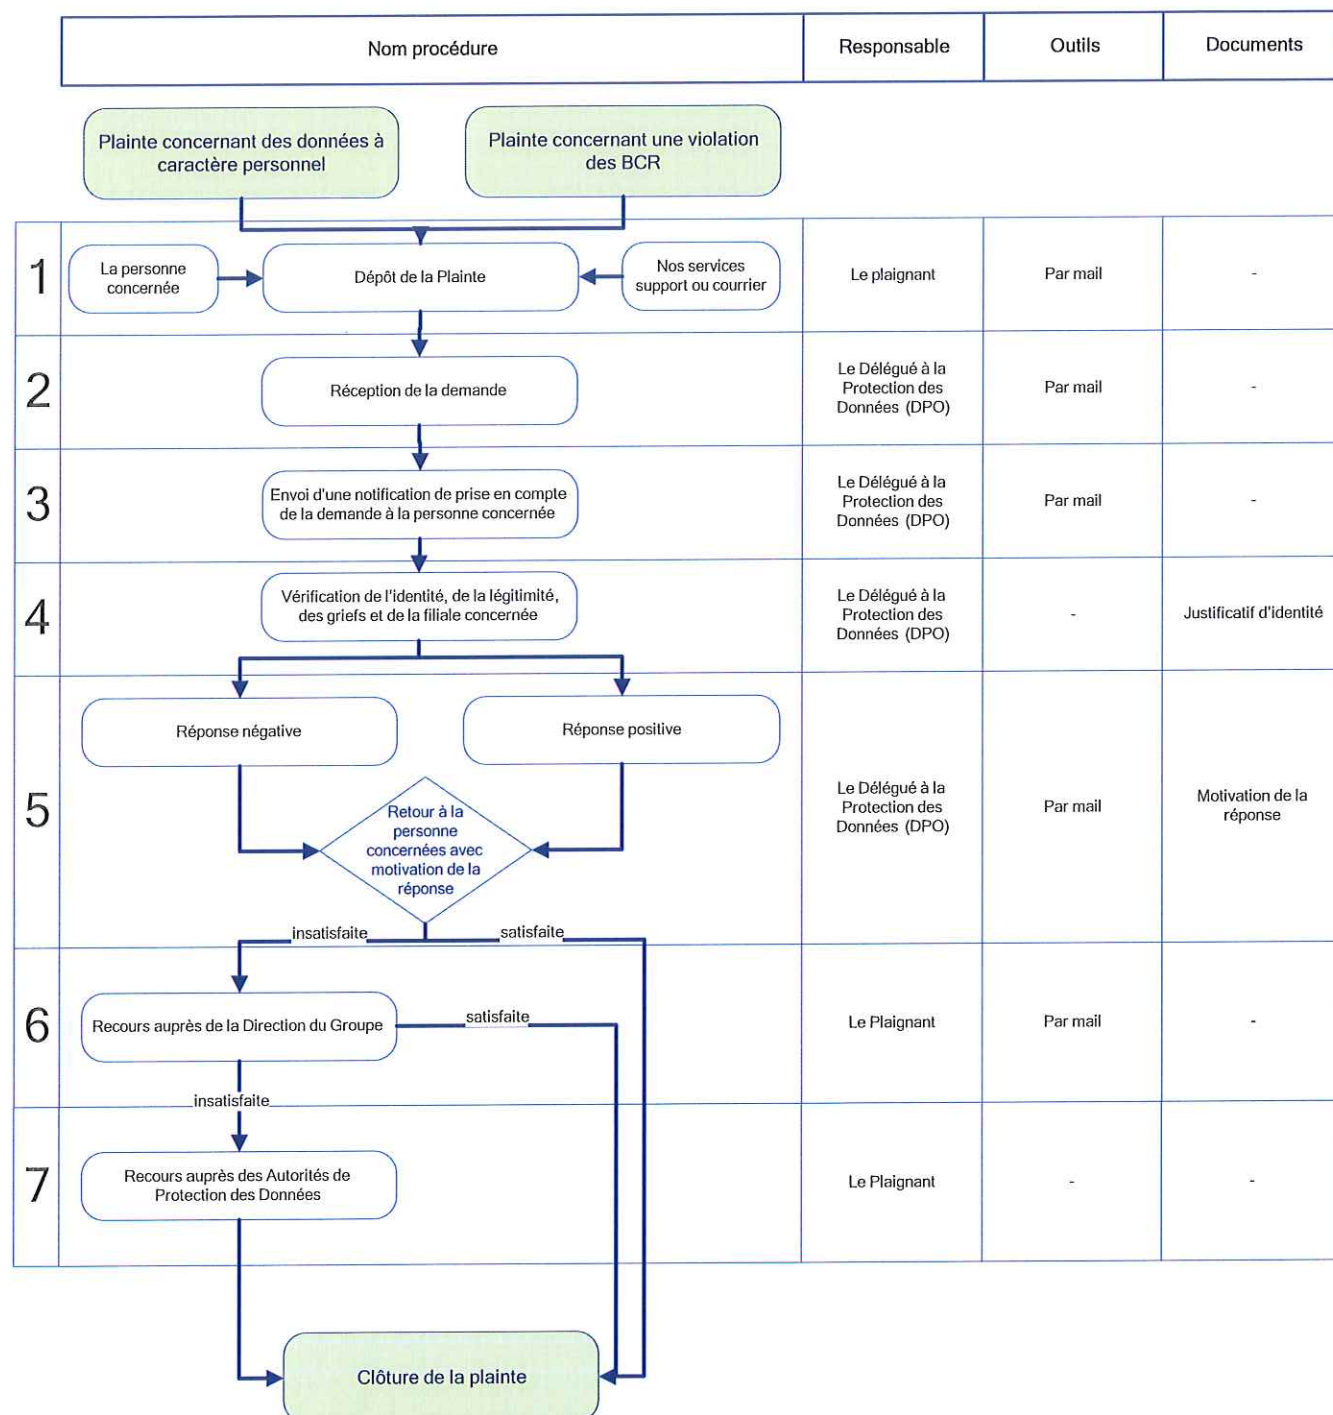 Nom procédure
Responsable
Outils
Documents
Plainte concernant des données à
caractère personnel
Plainte concernant une violation
des BCR
1
La personne
concernée
Dépôt de la Plainte
Nos services
support ou courrier
Le plaignant
Par mail
-
2
Réception de la demande
Le Délégué à la
Protection des
Données (DPO)
Par mail
-
3
Envoi d'une notification de prise en compte
de la demande à la personne concernée
Le Délégué à la
Protection des
Données (DPO)
Par mail
-
4
Vérification de l'identité, de la légitimité,
des griefs et de la filiale concernée
Le Délégué à la
Protection des
Données (DPO)
-
Justificatif d'identité
5
Réponse négative
Réponse positive
Retour à la
personne
concernées avec
motivation de la
réponse
Le Délégué à la
Protection des
Données (DPO)
Par mail
Motivation de la
réponse
insatisfaite
satisfaite
6
Recours auprès de la Direction du Groupe
satisfaite
Le Plaignant
Par mail
-
insatisfaite
7
Recours auprès des Autorités de
Protection des Données
Le Plaignant
-
-
Clôture de la plainte